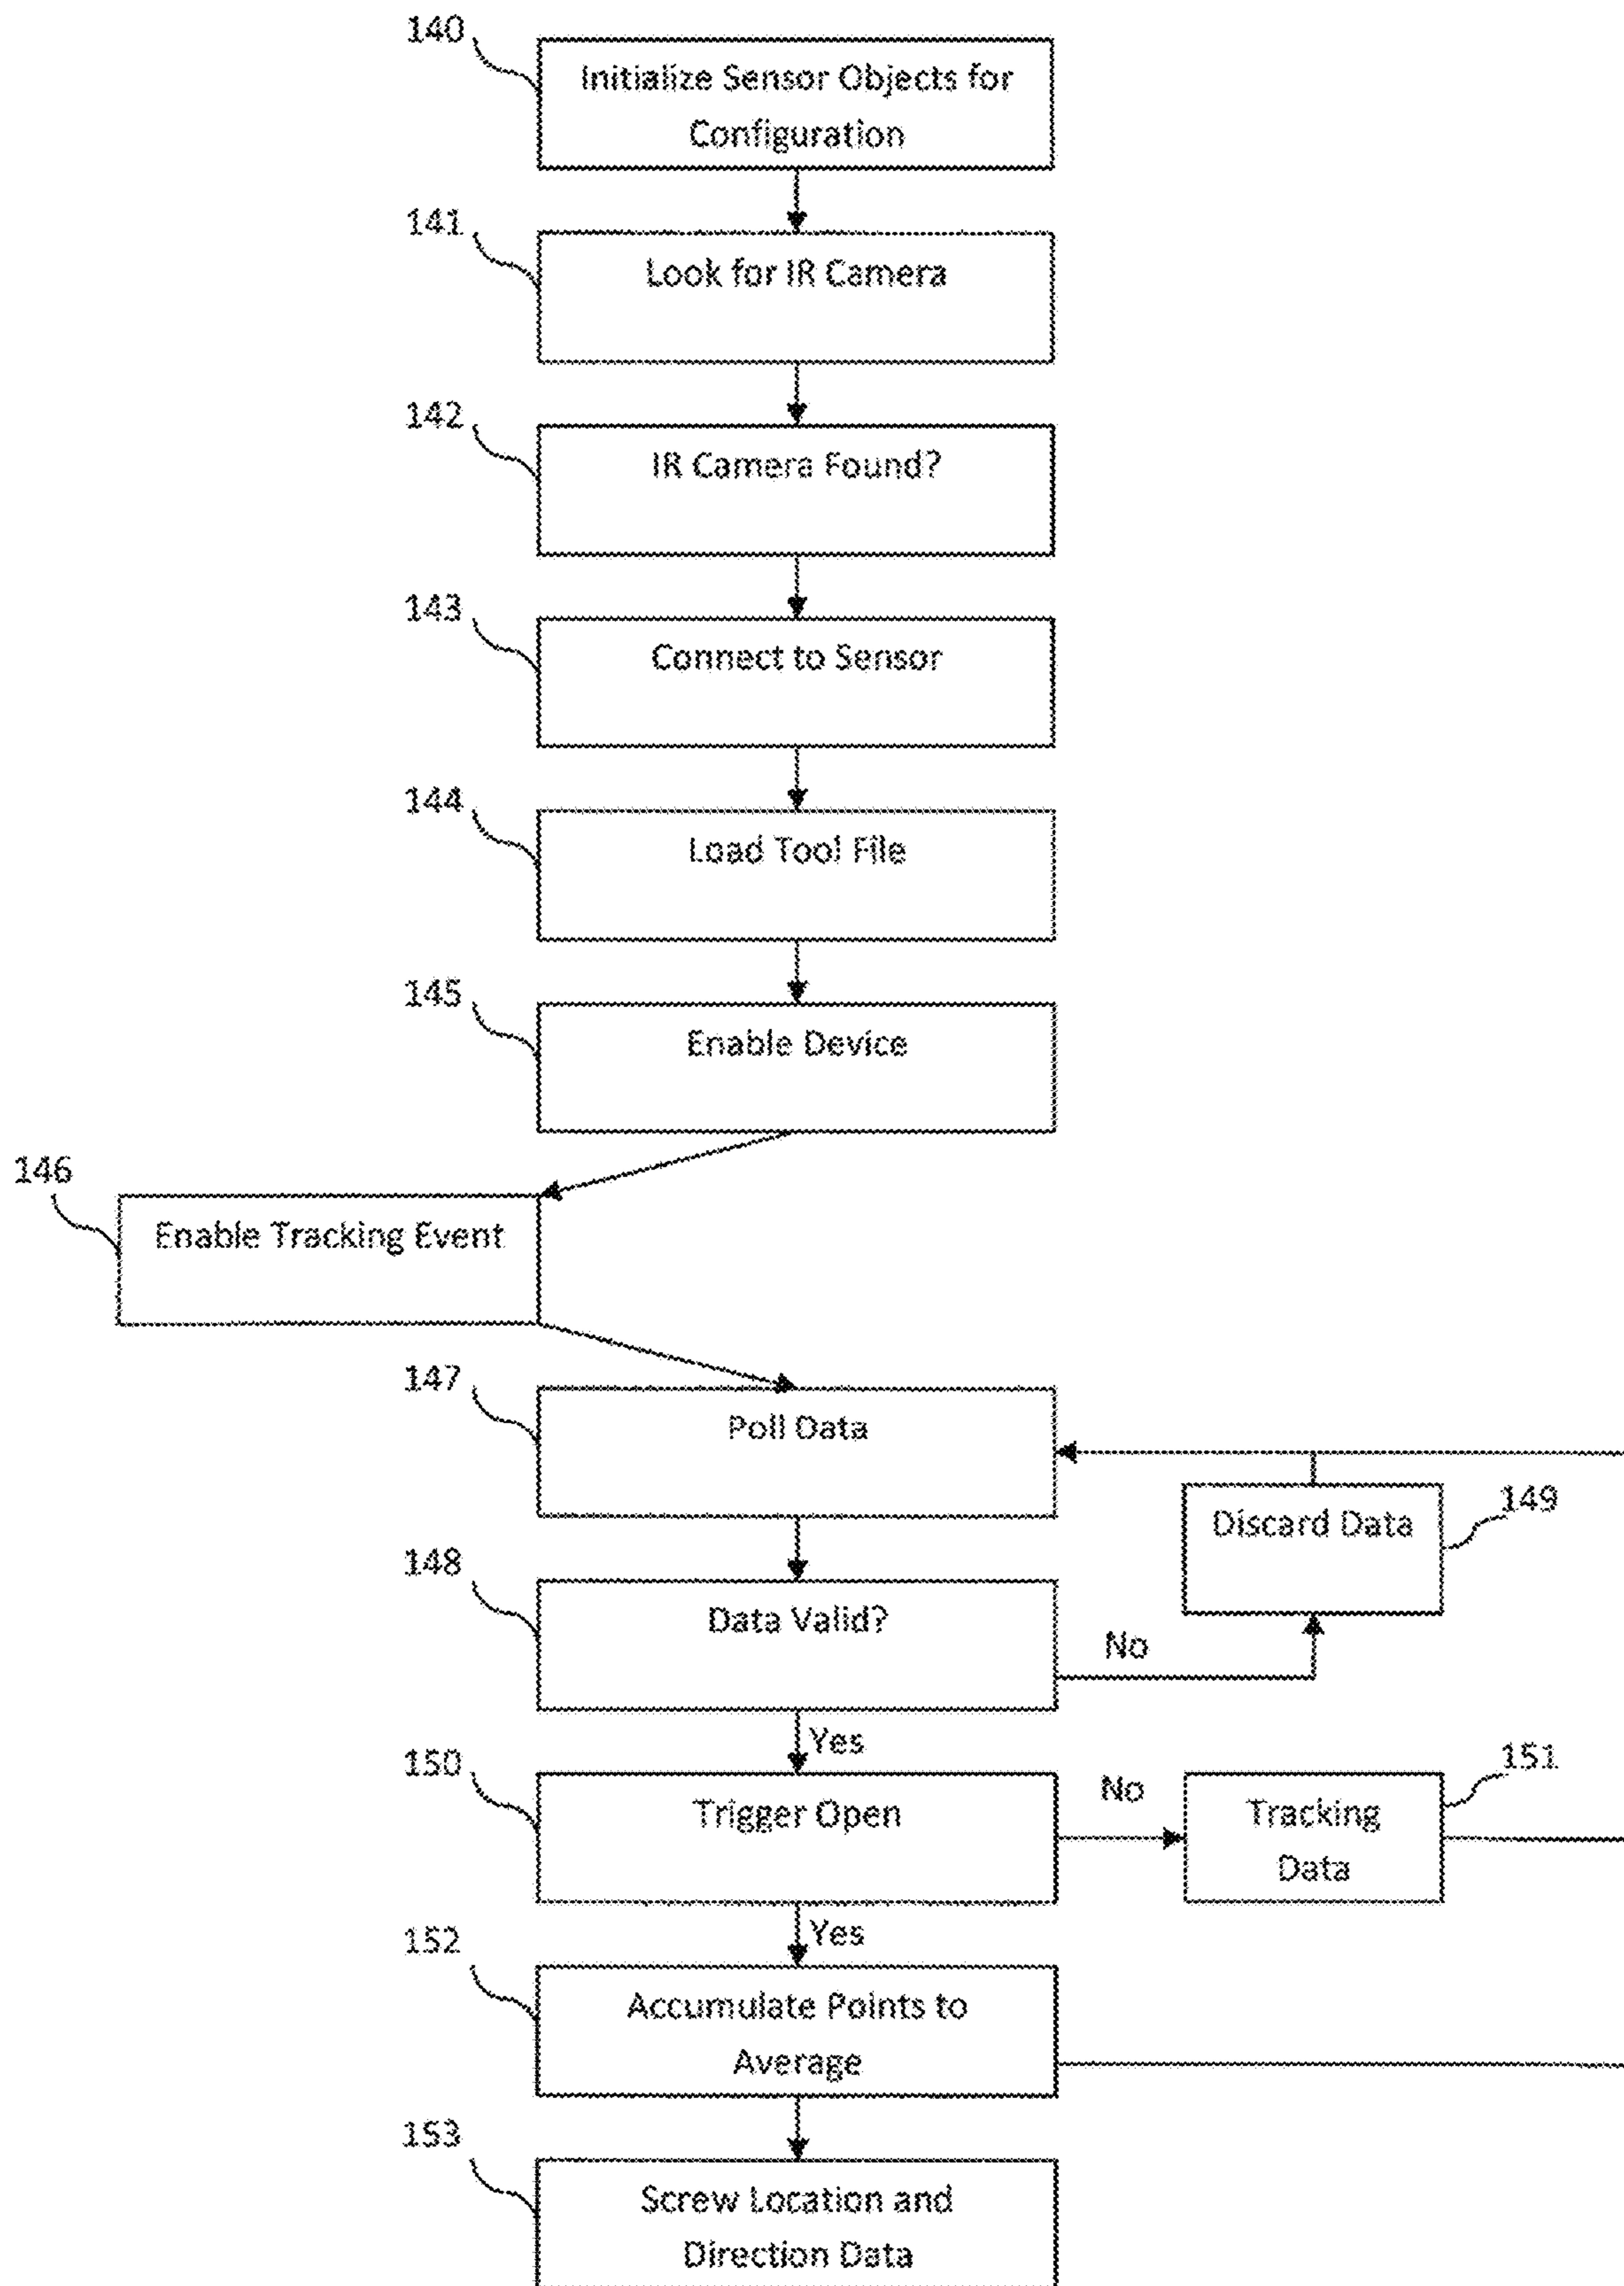 140
Initialize Sensor Objects for
Configuration
141
Look for IR Camera
142
IR Camera Found?
143
Connect to Sensor
144
Load Tool File
145
Enable Device
146
Enable Tracking Event
147
Poll Data
149
Discard Data
148
Data Valid?
No
Yes
150
Trigger Open
No
151
Tracking
Data
Yes
152
Accumulate Points to
Average
153
Screw Location and
Direction Data